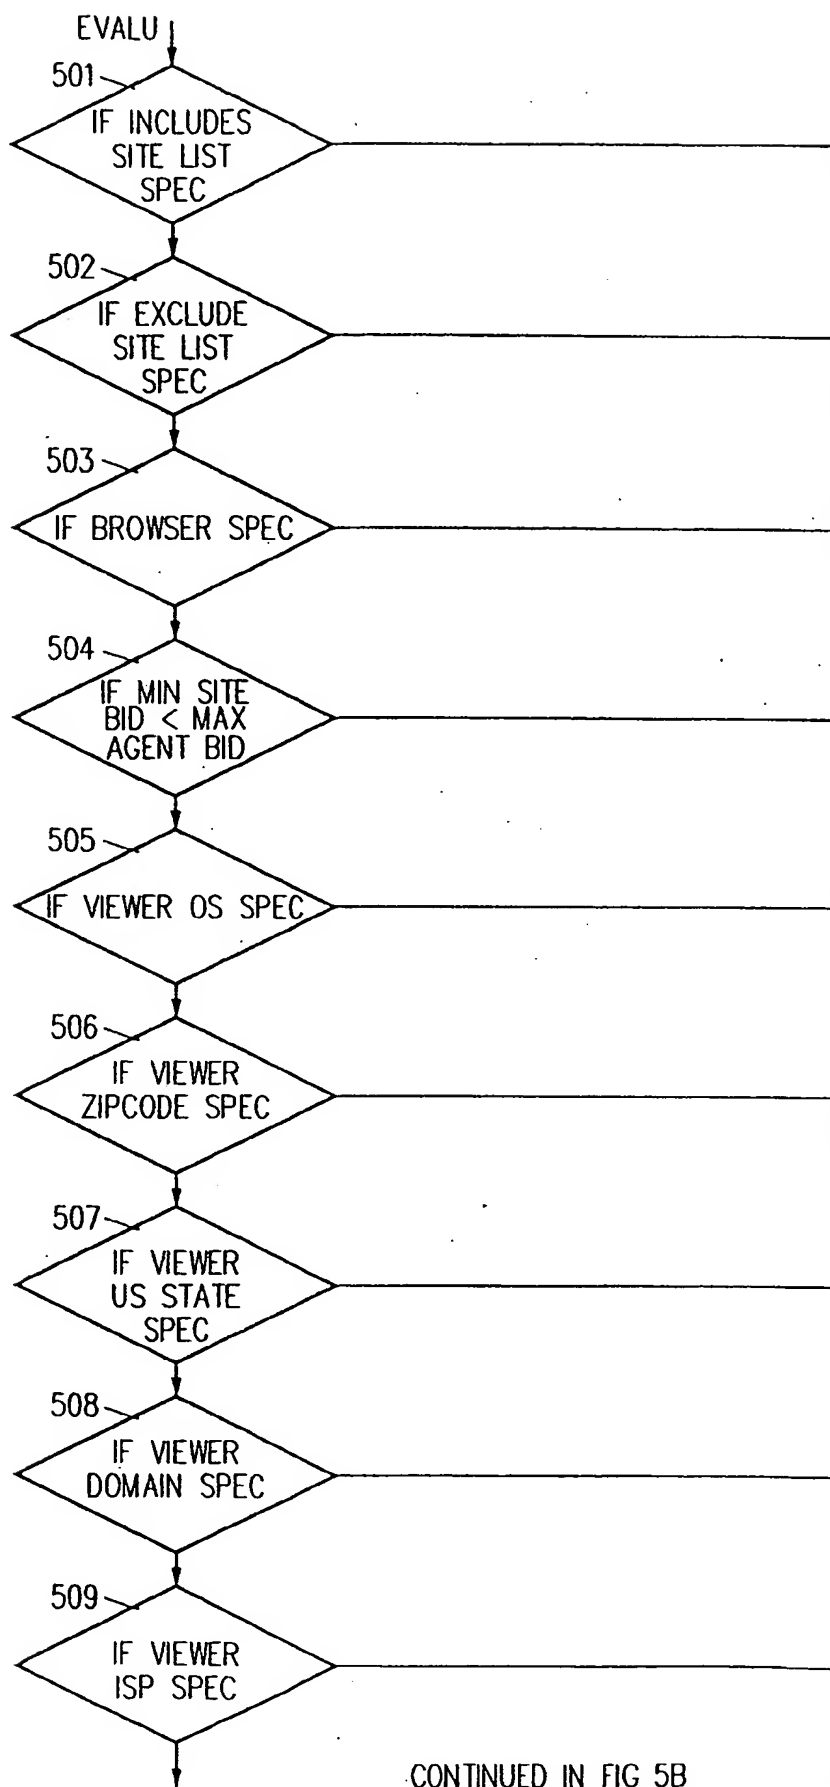 EVALU
501
IF INCLUDES
SITE LIST
SPEC
502
IF EXCLUDE
SITE LIST
SPEC
503
IF BROWSER SPEC
504
IF MIN SITE
BID < MAX
AGENT BID
505
IF VIEWER OS SPEC
506
IF VIEWER
ZIPCODE SPEC
507
IF VIEWER
US STATE
SPEC
508
IF VIEWER
DOMAIN SPEC
509
IF VIEWER
ISP SPEC
CONTINUED IN FIG 5B